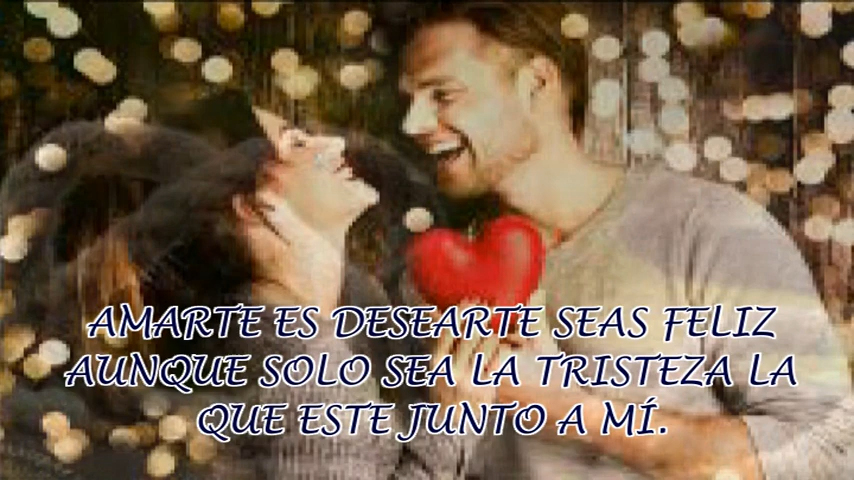 AMARTE ES DESEARTE SEAS FELIZ
AUNQUE SOLO SEA LA TRISTEZA LA
QUE ESTE JUNTO A MÍ.